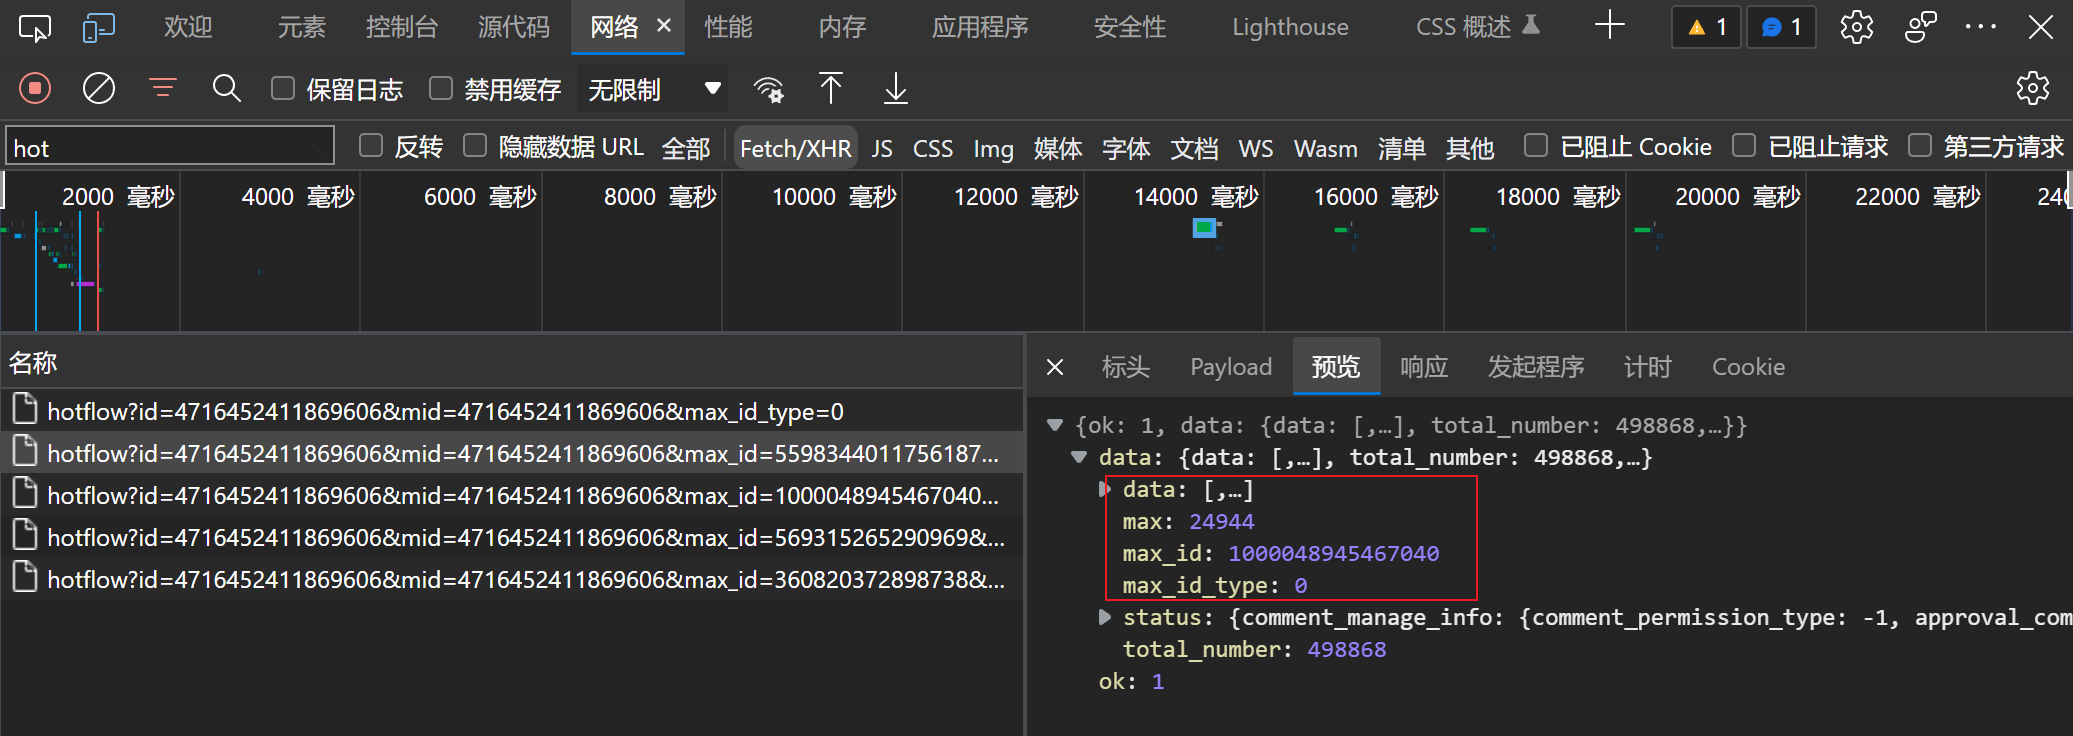 欢迎 元素 控制台 源代码 网络 性能 内存 应用程序 安全性 Lighthouse CSS 概述 1 1
保留日志 禁用缓存 无限制
hot 反转 隐藏数据 URL 全部 Fetch/XHR JS CSS Img 媒体 字体 文档 WS Wasm 清单 其他 已阻止 Cookie 已阻止请求 第三方请求
2000 毫秒 4000 毫秒 6000 毫秒 8000 毫秒 10000 毫秒 12000 毫秒 14000 毫秒 16000 毫秒 18000 毫秒 20000 毫秒 22000 毫秒 240
名称
hotflow?id=4716452411869606&mid=4716452411869606&max_id_type=0
hotflow?id=4716452411869606&mid=4716452411869606&max_id=5598344011756187...
hotflow?id=4716452411869606&mid=4716452411869606&max_id=1000048945467040...
hotflow?id=4716452411869606&mid=4716452411869606&max_id=569315265290969&...
hotflow?id=4716452411869606&mid=4716452411869606&max_id=360820372898738&...
标头 Payload 预览 响应 发起程序 计时 Cookie
{ok: 1, data: {data: [,…], total_number: 498868,…}}
data: {data: [,…], total_number: 498868,…}
data: [,…]
max: 24944
max_id: 1000048945467040
max_id_type: 0
status: {comment_manage_info: {comment_permission_type: -1, approval_com
total_number: 498868
ok: 1